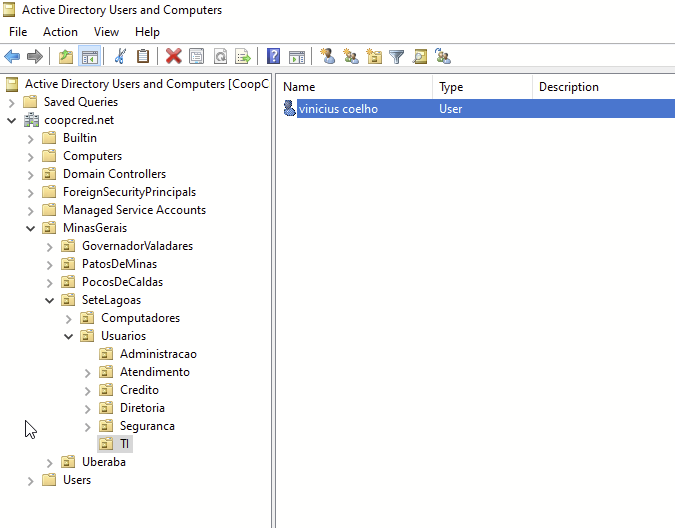 Active Directory Users and Computers
File Action View Help
Active Directory Users and Computers [CoopC
Saved Queries
coopcred.net
Builtin
Computers
Domain Controllers
ForeignSecurityPrincipals
Managed Service Accounts
MinasGerais
GovernadorValadares
PatosDeMinas
PocosDeCaldas
SeteLagoas
Computadores
Usuarios
Administracao
Atendimento
Credito
Diretoria
Seguranca
TI
Uberaba
Users
Name Type Description
vinicius coelho User